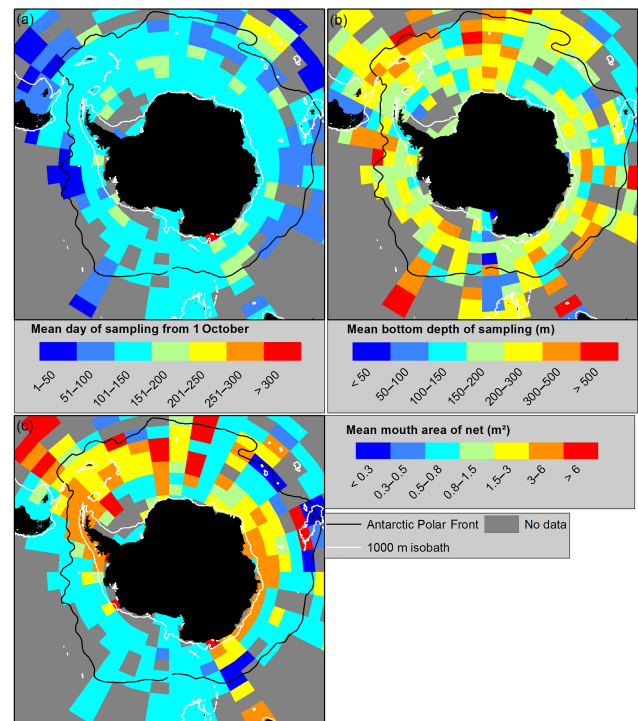 (a)
(b)
Mean day of sampling from 1 October
1–50
51–100
101–150
151–200
201–250
251–300
> 300
Mean bottom depth of sampling (m)
< 50
50–100
100–150
150–200
200–300
300–500
> 500
(c)
Mean mouth area of net (m²)
< 0.3
0.3–0.5
0.5–0.8
0.8–1.5
1.5–3
3–6
> 6
Antarctic Polar Front
No data
1000 m isobath